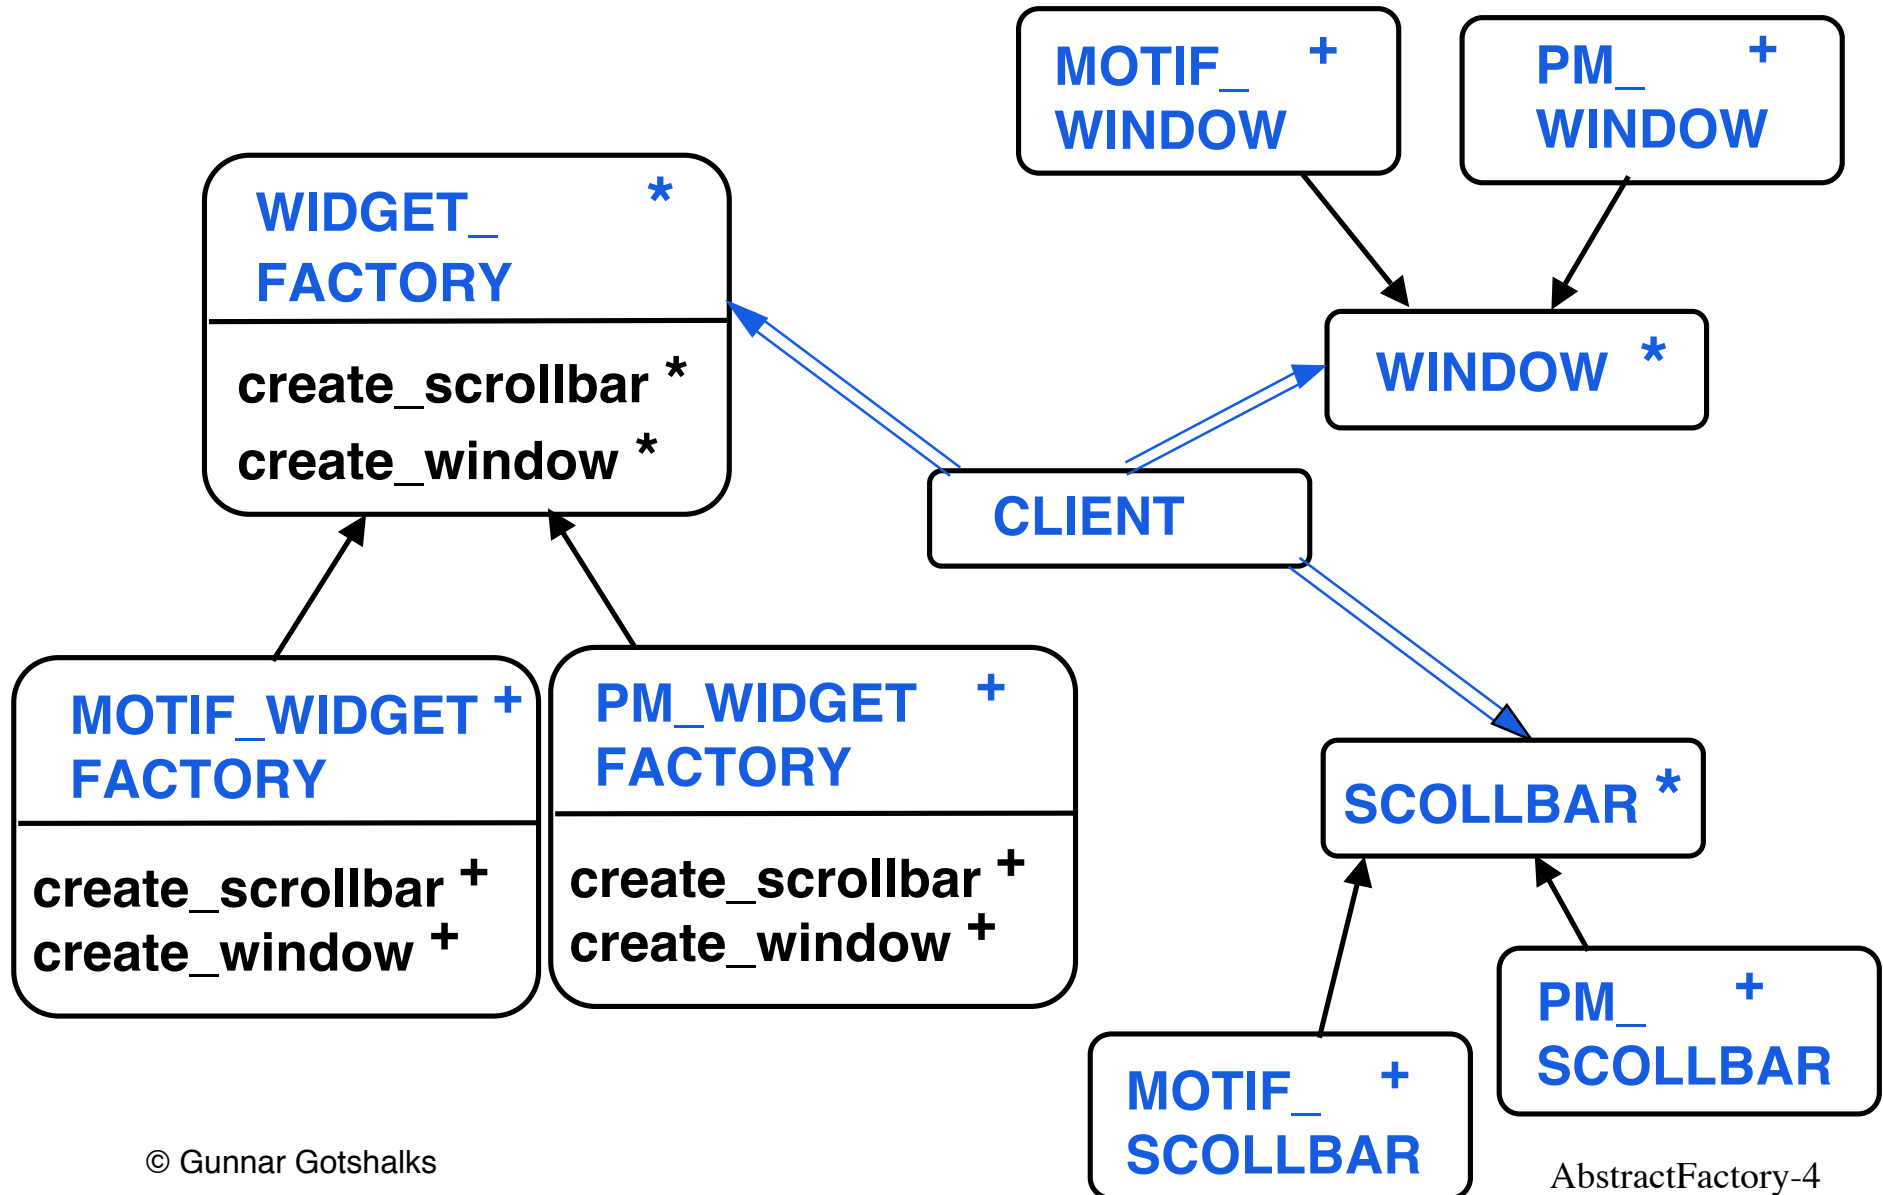 MOTIF_ +
WINDOW
PM_ +
WINDOW
WIDGET_ *
FACTORY
create_scrollbar *
create_window *
WINDOW *
CLIENT
MOTIF_WIDGET +
FACTORY
create_scrollbar +
create_window +
PM_WIDGET +
FACTORY
create_scrollbar +
create_window +
SCOLLBAR *
PM_ +
SCOLLBAR
MOTIF_ +
SCOLLBAR
© Gunnar Gotshalks
AbstractFactory-4